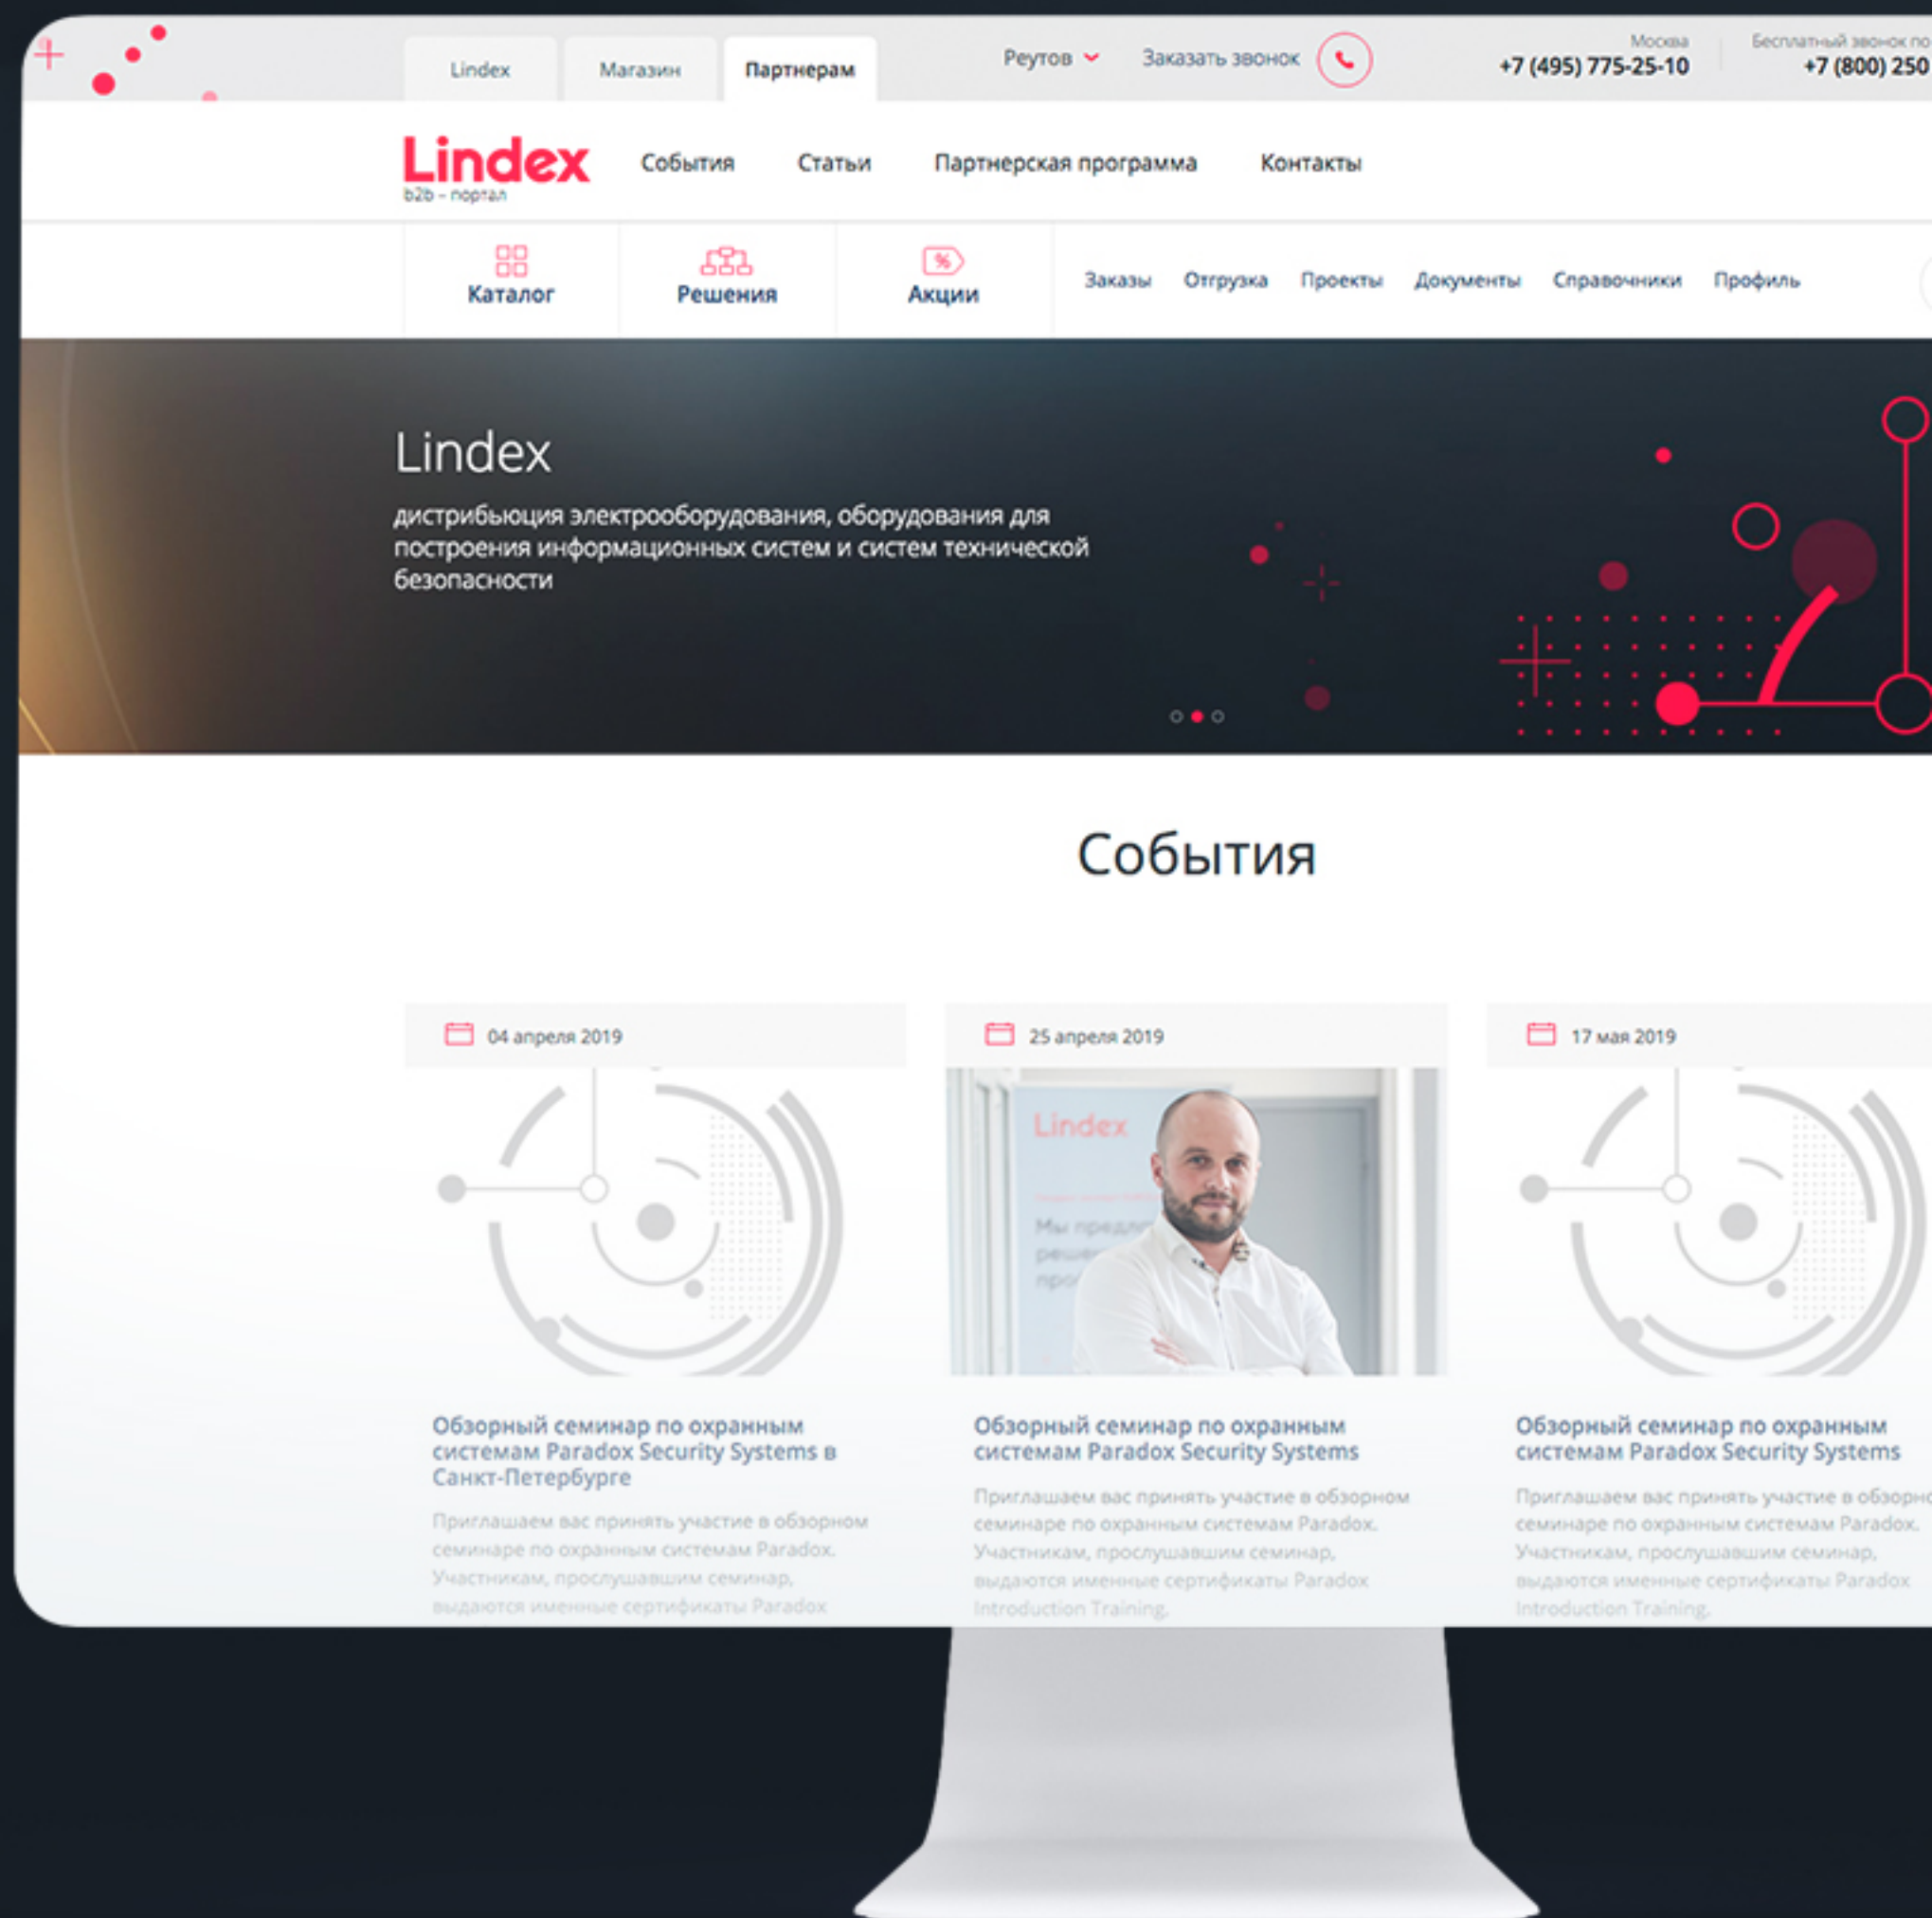 Lindex
Магазин
Партнерам
Реутов
Заказать звонок
Москва
+7 (495) 775-25-10
Бесплатный звонок по
+7 (800) 250
Lindex
b2b – портал
События
Статьи
Партнерская программа
Контакты
Каталог
Решения
%
Акции
Заказы
Отгрузка
Проекты
Документы
Справочники
Профиль
Lindex
дистрибьюция электрооборудования, оборудования для
построения информационных систем и систем технической
безопасности
События
04 апреля 2019
Обзорный семинар по охранным
системам Paradox Security Systems в
Санкт-Петербурге
Приглашаем вас принять участие в обзорном
семинаре по охранным системам Paradox.
Участникам, прослушавшим семинар,
выдаются именные сертификаты Paradox
25 апреля 2019
Lindex
Мы
Обзорный семинар по охранным
системам Paradox Security Systems
Приглашаем вас принять участие в обзорном
семинаре по охранным системам Paradox.
Участникам, прослушавшим семинар,
выдаются именные сертификаты Paradox
Introduction Training.
17 мая 2019
Обзорный семинар по охранным
системам Paradox Security Systems
Приглашаем вас принять участие в
семинаре по охранным системам Paradox.
Участникам, прослушавшим семинар,
выдаются именные сертификаты Paradox
Introduction Training.